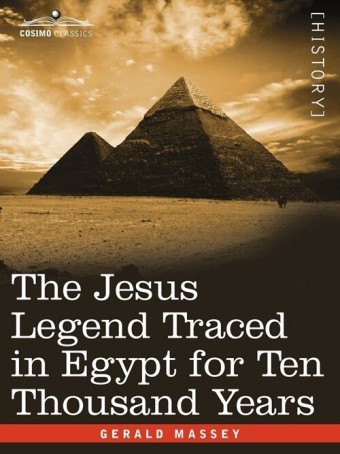 COSIMO CLASSICS
[HISTORY]
The Jesus
Legend Traced
in Egypt for Ten
Thousand Years
GERALD MASSEY